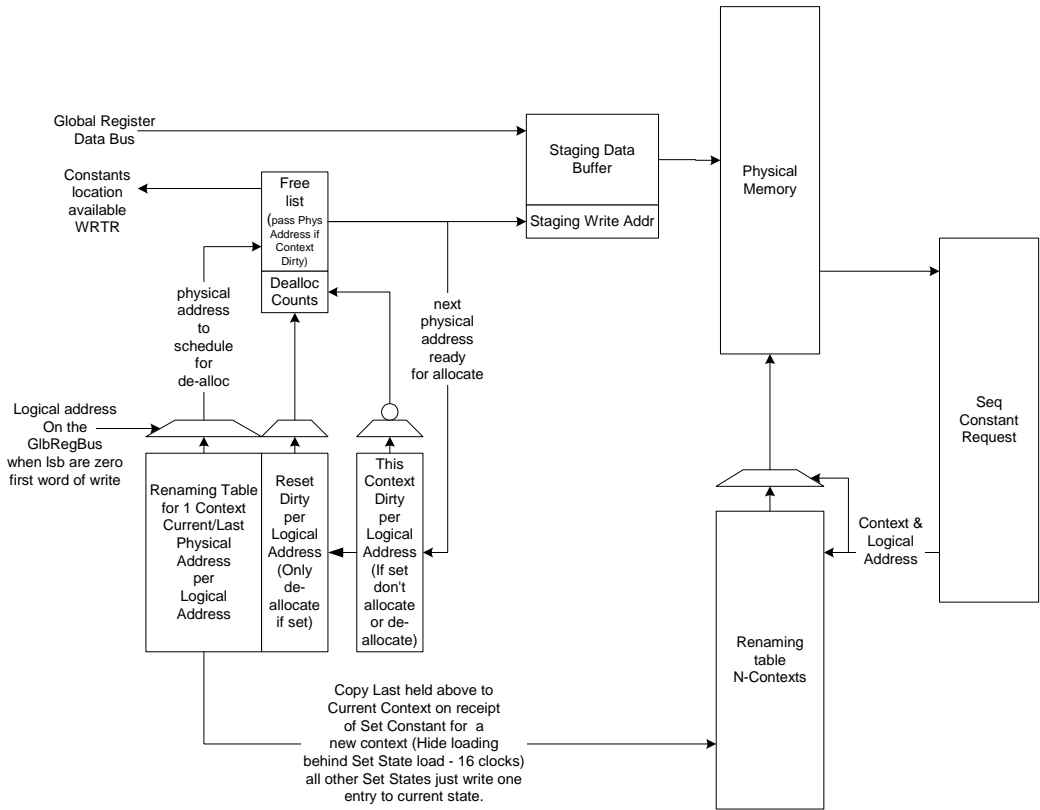 Global Register
Data Bus
Constants
location
available
WRTR
Free
list
(pass Phys
Address if
Context
Dirty)
Dealloc
Counts
Staging Data
Buffer
Staging Write Addr
Physical
Memory
physical
address
to
schedule
for
de-alloc
next
physical
address
ready
for allocate
Logical address
On the
GlbRegBus
when lsb are zero
first word of write
Renaming Table
for 1 Context
Current/Last
Physical
Address
per
Logical
Address
Reset
Dirty
per
Logical
Address
(Only
de-
allocate
if set)
This
Context
Dirty
per
Logical
Address
(If set
don't
allocate
or de-
allocate)
Seq
Constant
Request
Context &
Logical
Address
Renaming
table
N-Contexts
Copy Last held above to
Current Context on receipt
of Set Constant for a
new context (Hide loading
behind Set State load - 16 clocks)
all other Set States just write one
entry to current state.